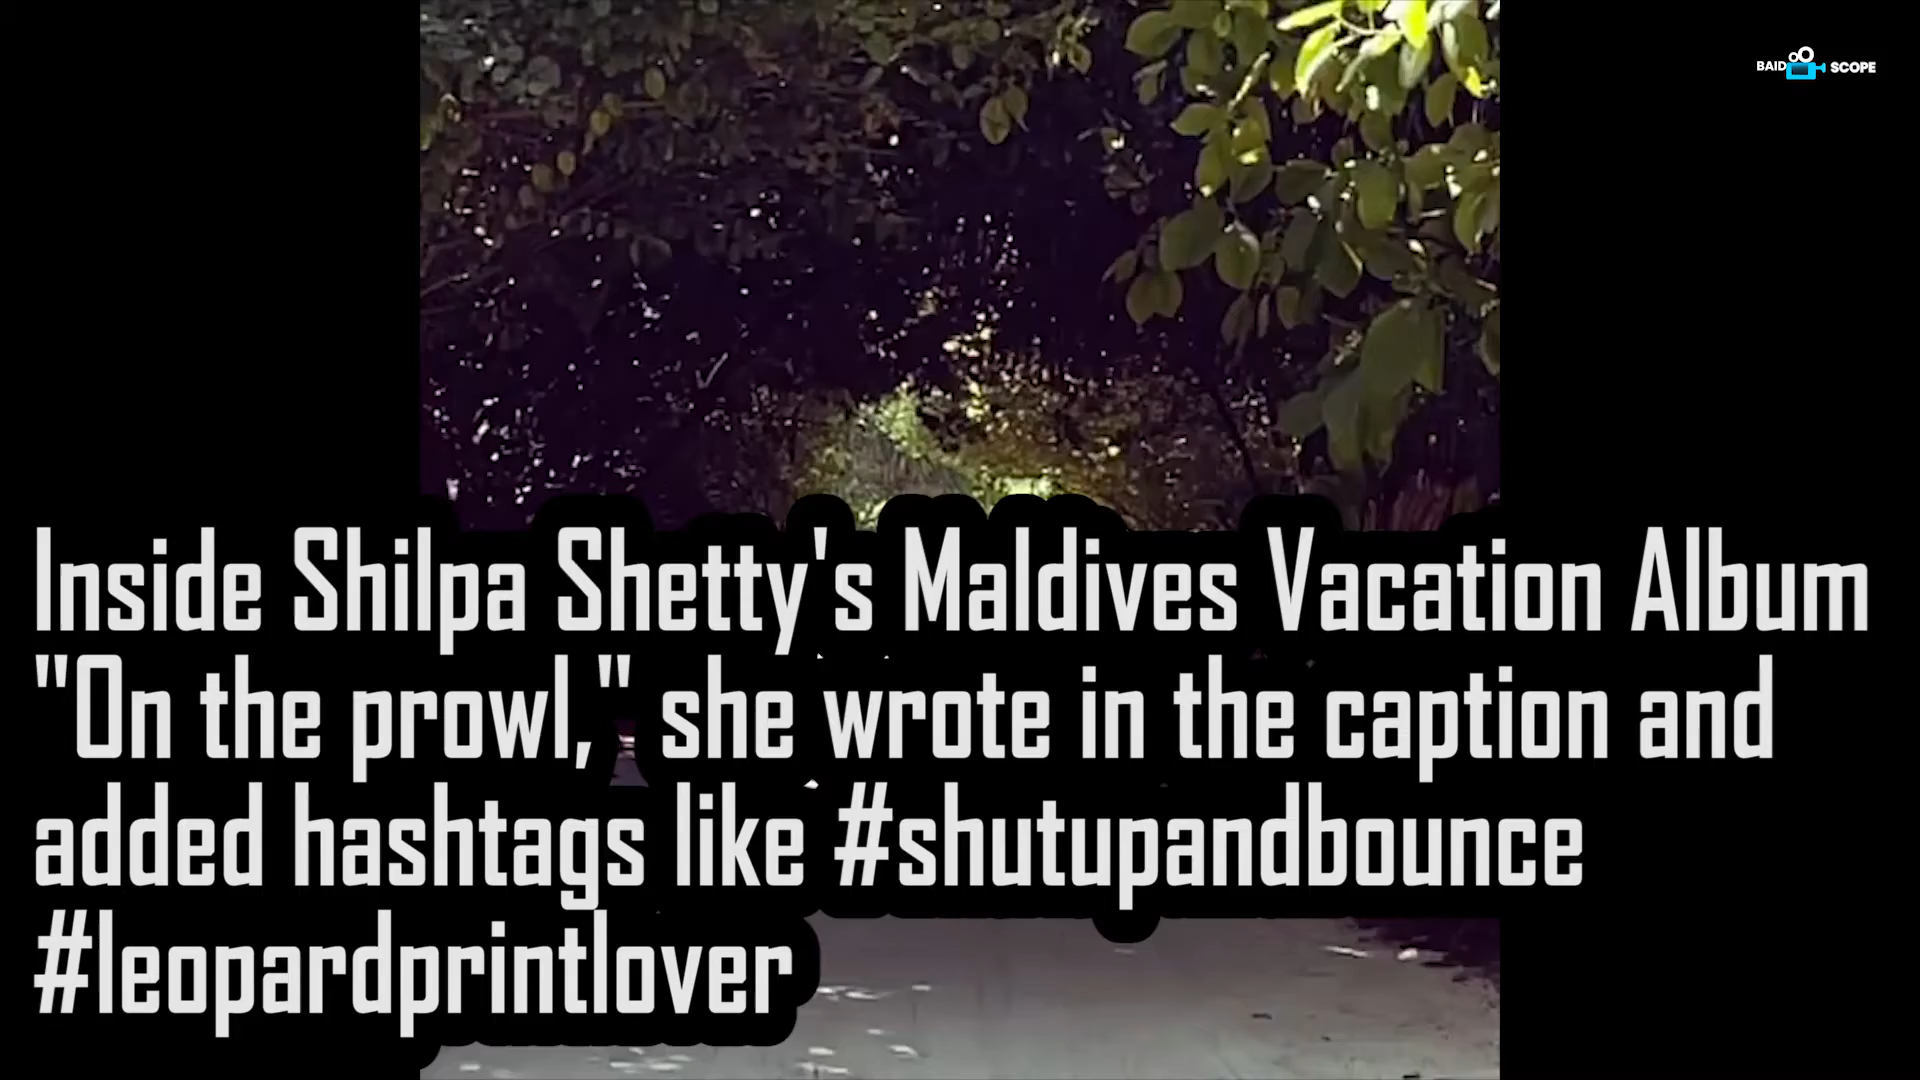 BAID SCOPE
Inside Shilpa Shetty's Maldives Vacation Album
"On the prowl," she wrote in the caption and
added hashtags like #shutupandbounce
#leopardprintlover